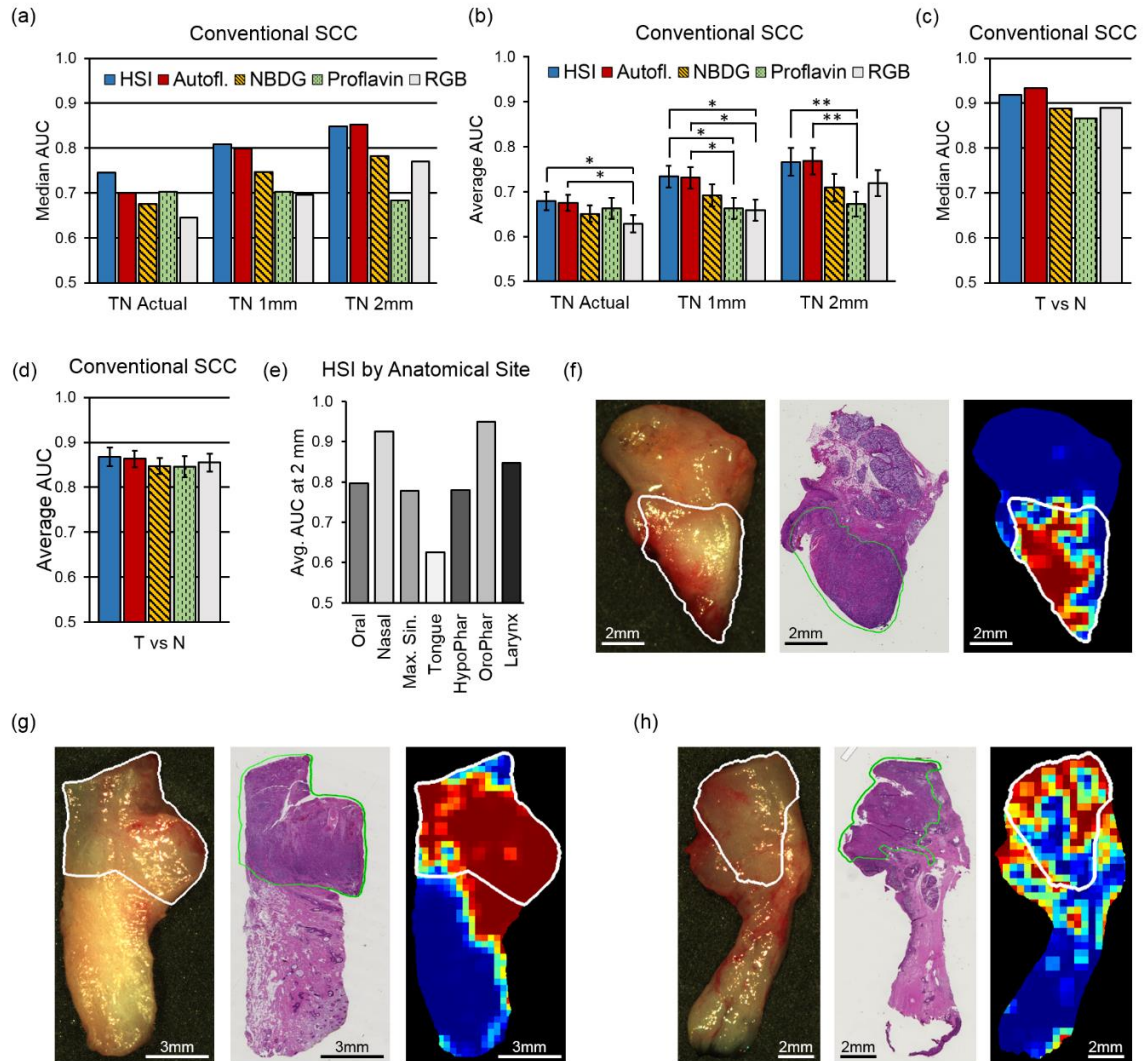 (a)
Conventional SCC
HSI Autofl. NBDG Proflavin RGB
Median AUC
1.0
0.9
0.8
0.7
0.6
0.5
TN Actual TN 1mm TN 2mm
(b)
Conventional SCC
HSI Autofl. NBDG Proflavin RGB
Average AUC
1.0
0.9
0.8
0.7
0.6
0.5
*
*
*
*
*
*
**
**
TN Actual TN 1mm TN 2mm
(c)
Conventional SCC
Median AUC
1.0
0.9
0.8
0.7
0.6
0.5
T vs N
(d)
Conventional SCC
Average AUC
1.0
0.9
0.8
0.7
0.6
0.5
T vs N
(e)
HSI by Anatomical Site
Avg. AUC at 2 mm
1.0
0.9
0.8
0.7
0.6
0.5
Oral
Nasal
Max. Sin.
Tongue
HypoPhar
OroPhar
Larynx
(f)
2mm
2mm
2mm
(g)
3mm
3mm
3mm
(h)
2mm
2mm
2mm